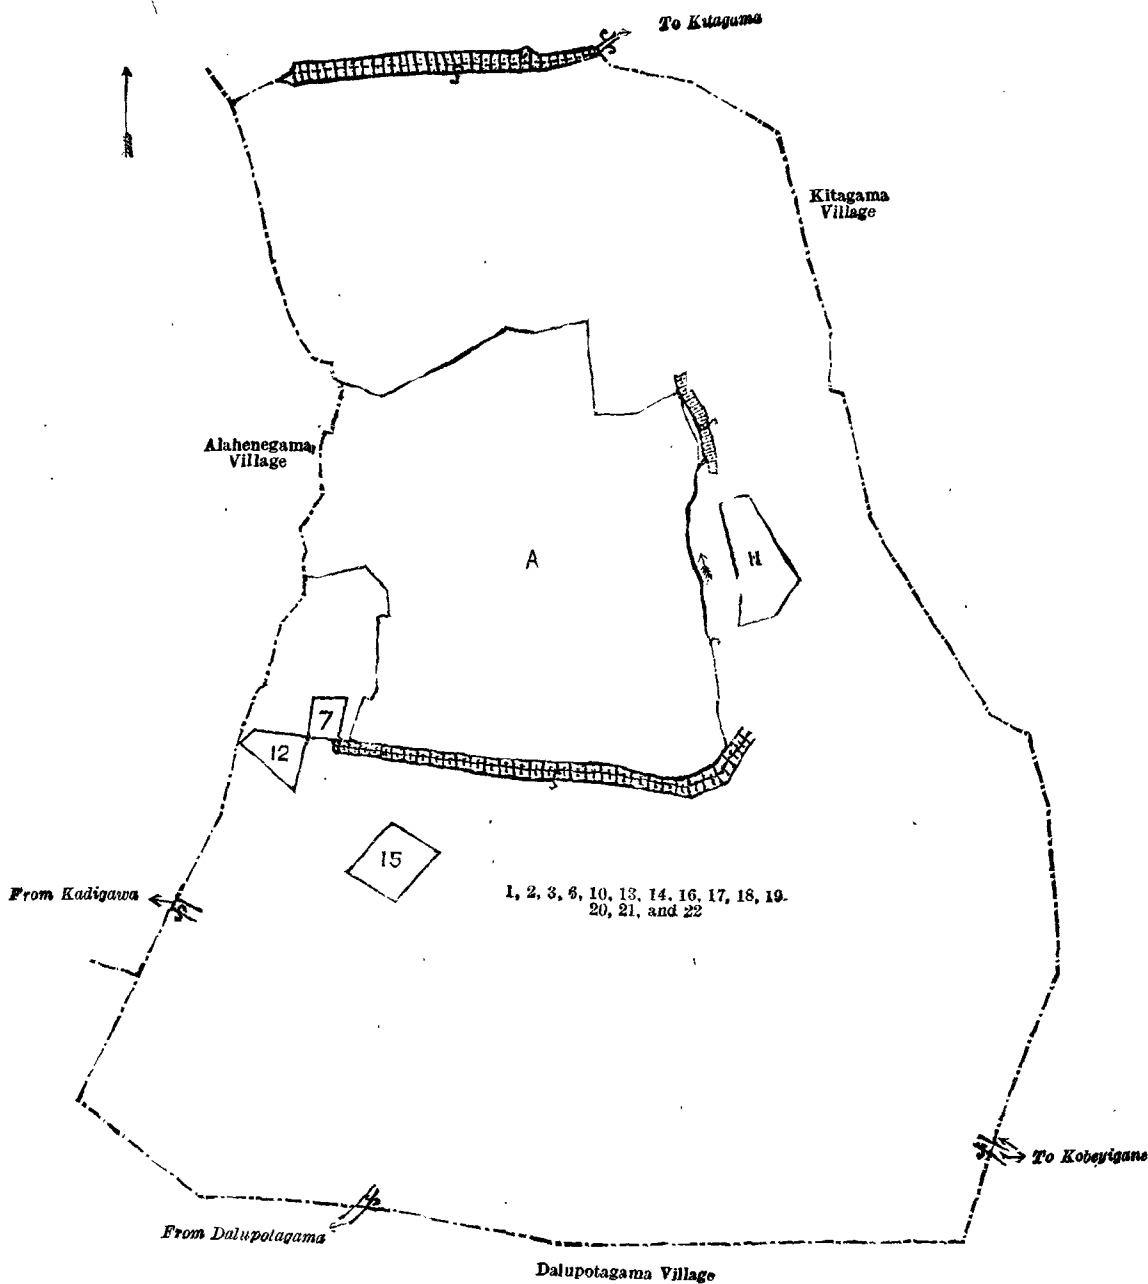 To Kitagama
Kitagama
Village
Alahenegama
Village
A
H
7
12
15
From Kadigawa
1, 2, 3, 6, 10, 13, 14, 16, 17, 18, 19.
20, 21, and 22
To Kobeyigane
From Dalupotagama
Dalupotagama Village